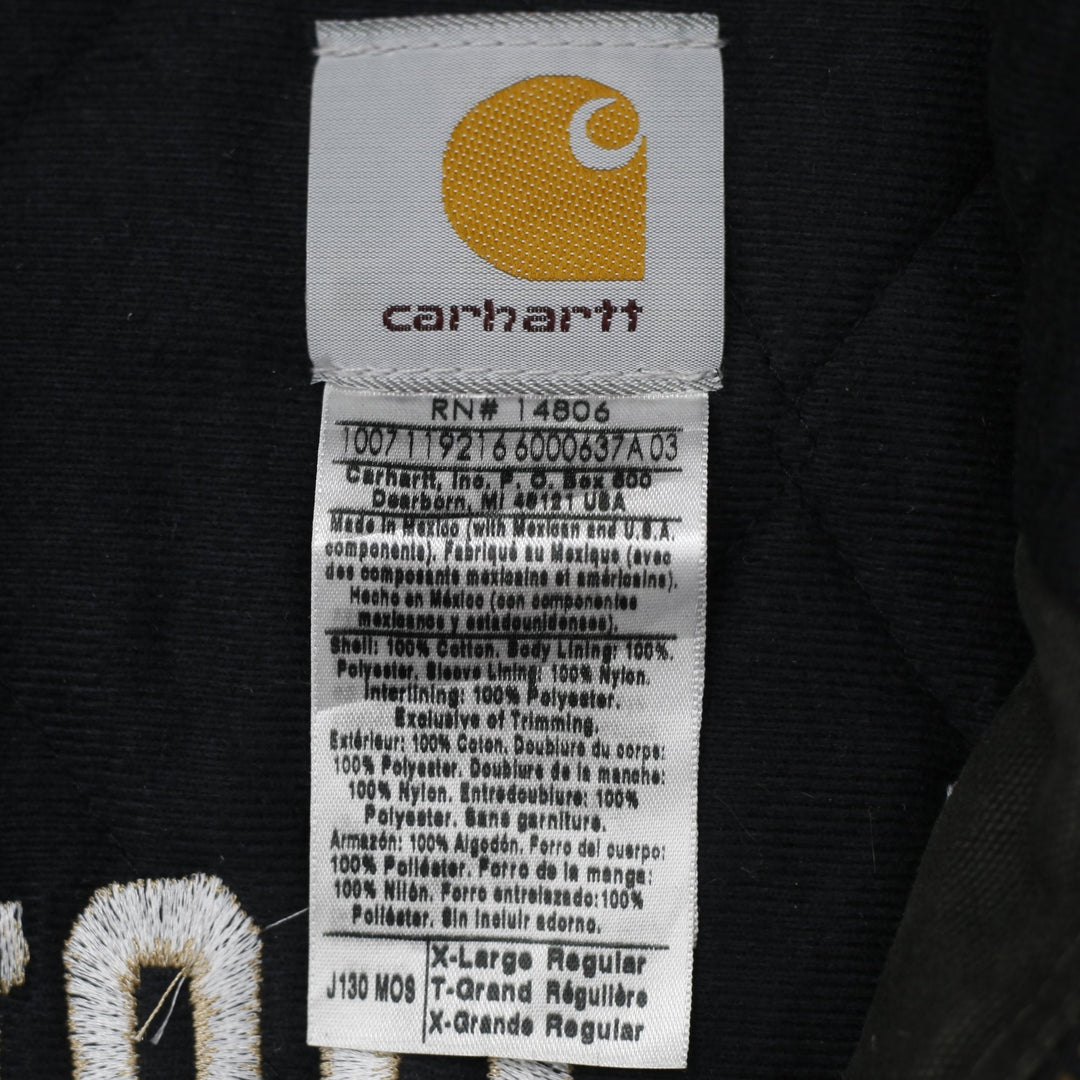 carhartt
RN# 14806
1007119216 6000637A03
Carhartt, Inc. P. O. Box 600
Dearborn, MI 48121 USA
Made in Mexico (with Mexican and U.S.A.
components). Fabriqué au Mexique (avec
des composants mexicains et américains).
Hecho en México (con componentes
mexicanos y estadounidenses).
Shell: 100% Cotton. Body Lining: 100%.
Polyester. Sleeve Lining: 100% Nylon.
Interlining: 100% Polyester.
Exclusive of Trimming.
Extérieur: 100% Coton. Doublure du corps:
100% Polyester. Doublure de la manche:
100% Nylon. Entredoublure: 100%
Polyester. Sans garniture.
Armazón: 100% Algodón. Forro del cuerpo:
100% Poliéster. Forro de la manga:
100% Nilón. Forro entrelazado:100%
Poliéster. Sin incluir adorno.
J130 MOS
X-Large Regular
T-Grand Régulière
X-Grande Regular